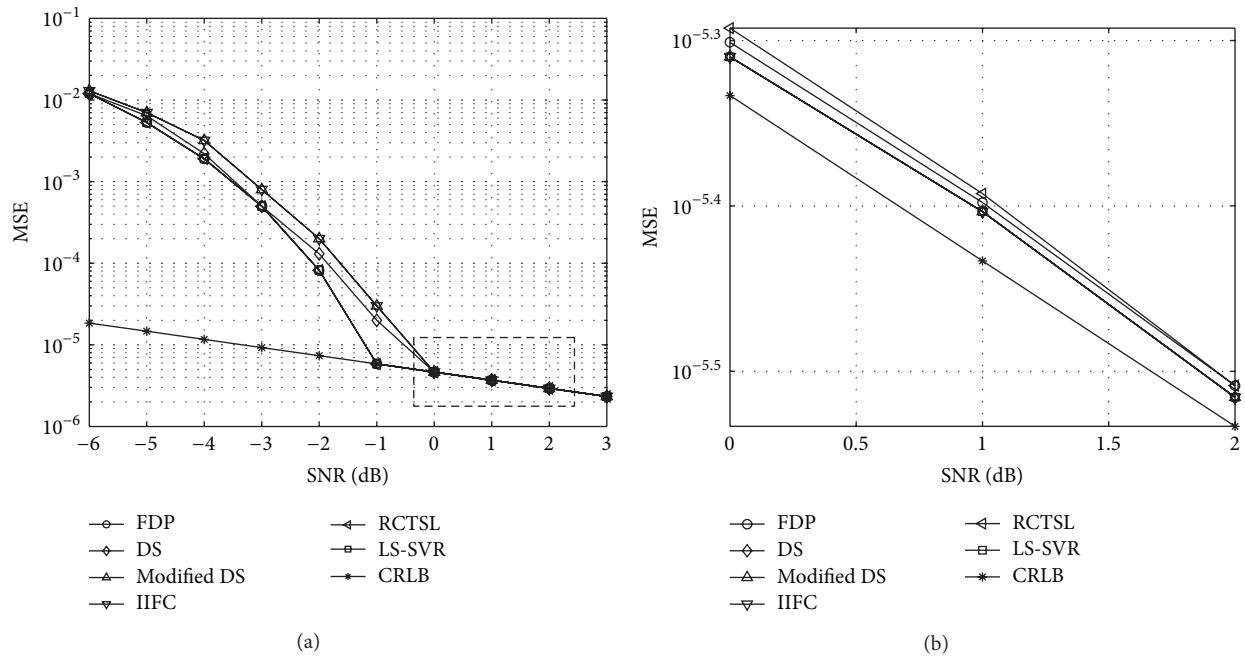 10^-1
10^-2
10^-3
10^-4
10^-5
10^-6
MSE
−6 −5 −4 −3 −2 −1 0 1 2 3
SNR (dB)
FDP
DS
Modified DS
IIFC
RCTSL
LS-SVR
CRLB
(a)
10^-5.3
10^-5.4
10^-5.5
MSE
0 0.5 1 1.5 2
SNR (dB)
FDP
DS
Modified DS
IIFC
RCTSL
LS-SVR
CRLB
(b)